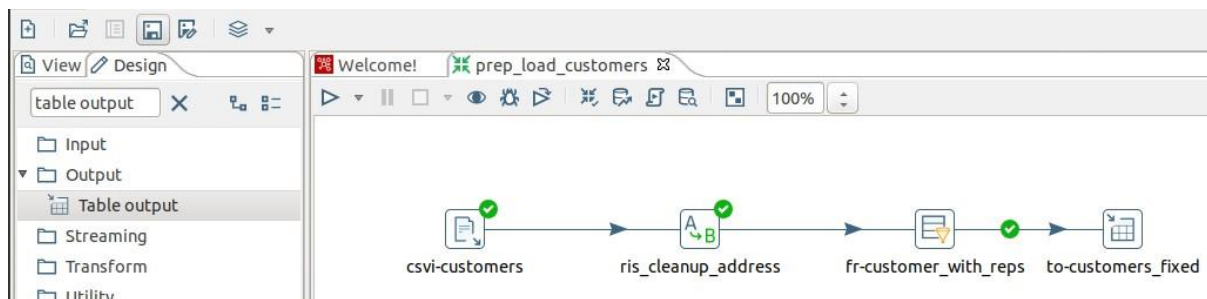 View
Design
Welcome!
prep_load_customers
table output
100%
Input
Output
Table output
Streaming
Transform
Utility
A
B
csvi-customers
ris_cleanup_address
fr-customer_with_reps
to-customers_fixed